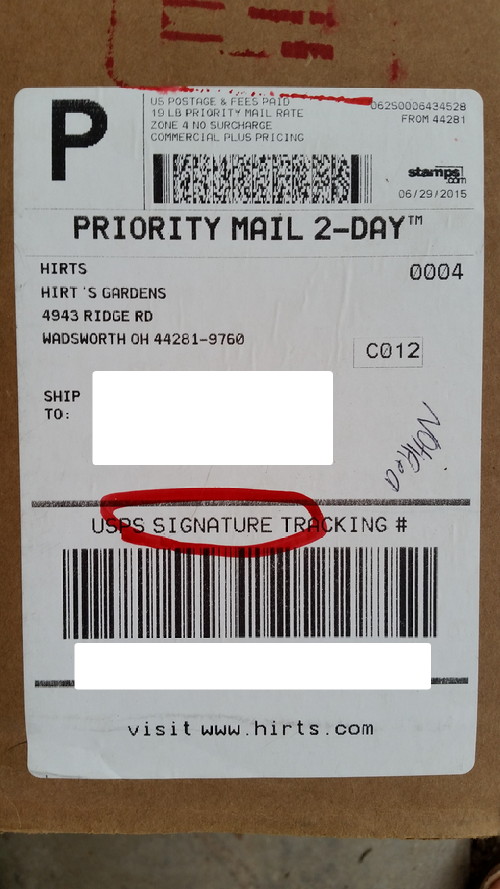 P
US POSTAGE & FEES PAID
19 LB PRIORITY MAIL RATE
ZONE 4 NO SURCHARGE
COMMERCIAL PLUS PRICING
062S0006434528
FROM 44281
stamps.com
06/29/2015
PRIORITY MAIL 2-DAY™
HIRTS
HIRT'S GARDENS
4943 RIDGE RD
WADSWORTH OH 44281-9760
0004
C012
SHIP
TO:
USPS SIGNATURE TRACKING #
visit www.hirts.com